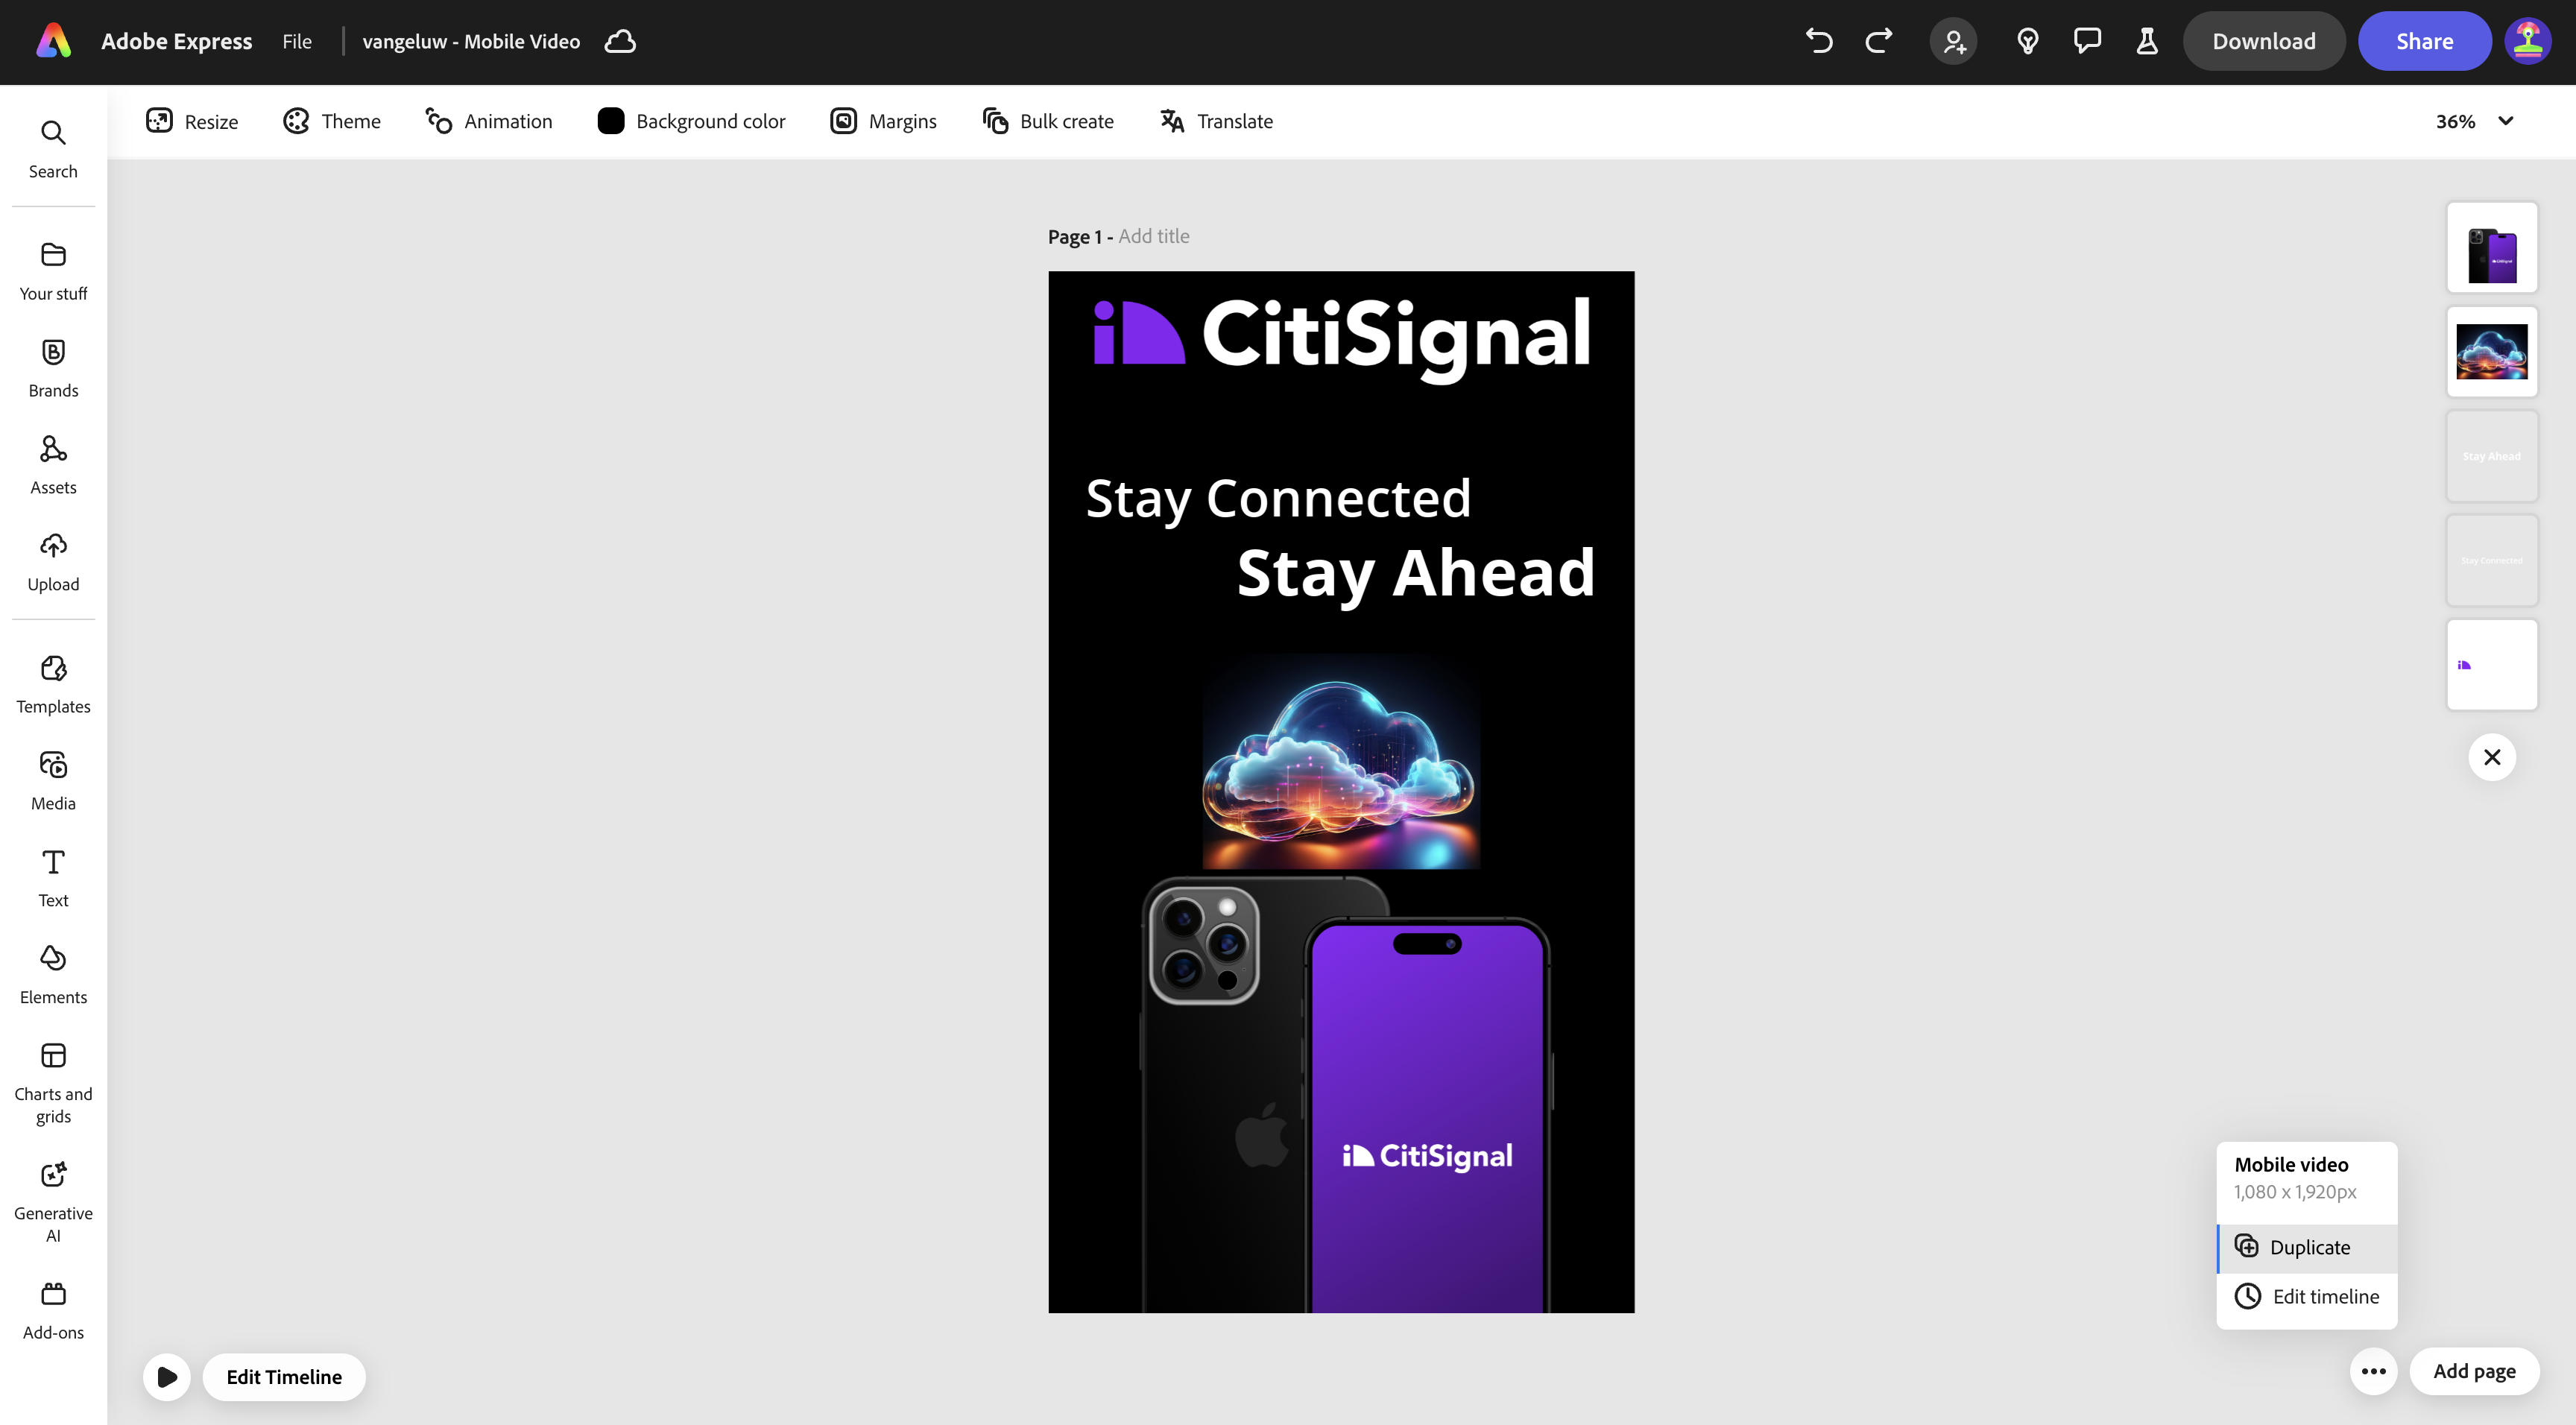 Adobe Express
File
vangeluw - Mobile Video
Download
Share
Resize
Theme
Animation
Background color
Margins
Bulk create
Translate
36%
Search
Your stuff
Brands
Assets
Upload
Templates
Media
Text
Elements
Charts and
grids
Generative
AI
Add-ons
Page 1 - Add title
CitiSignal
Stay Connected
Stay Ahead
CitiSignal
CitiSignal
Stay Ahead
Stay Connected
Mobile video
1,080 x 1,920px
Duplicate
Edit timeline
Edit Timeline
Add page